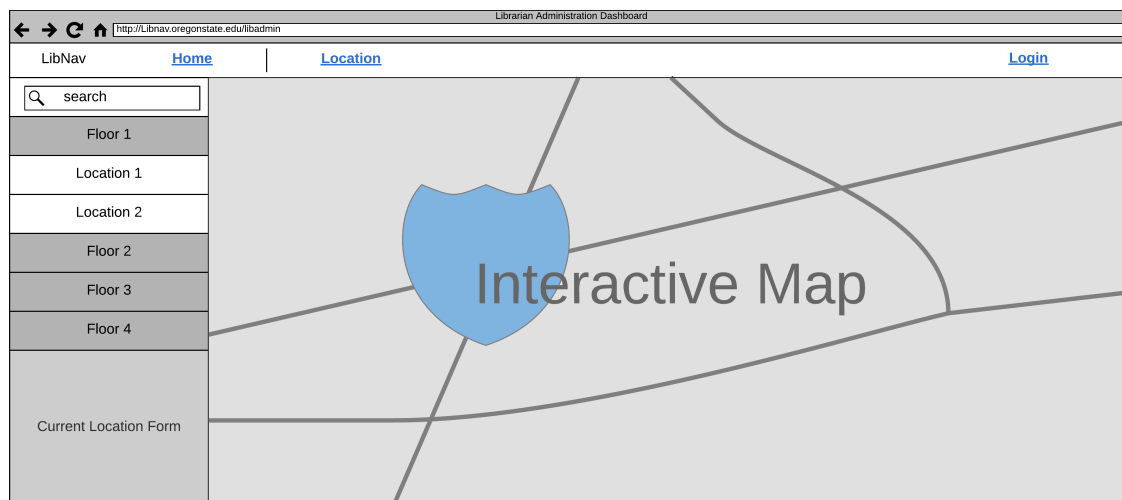 Librarian Administration Dashboard
http://Libnav.oregonstate.edu/libadmin
LibNav Home Location Login
search
Floor 1
Location 1
Location 2
Floor 2
Floor 3
Floor 4
Current Location Form
Interactive Map